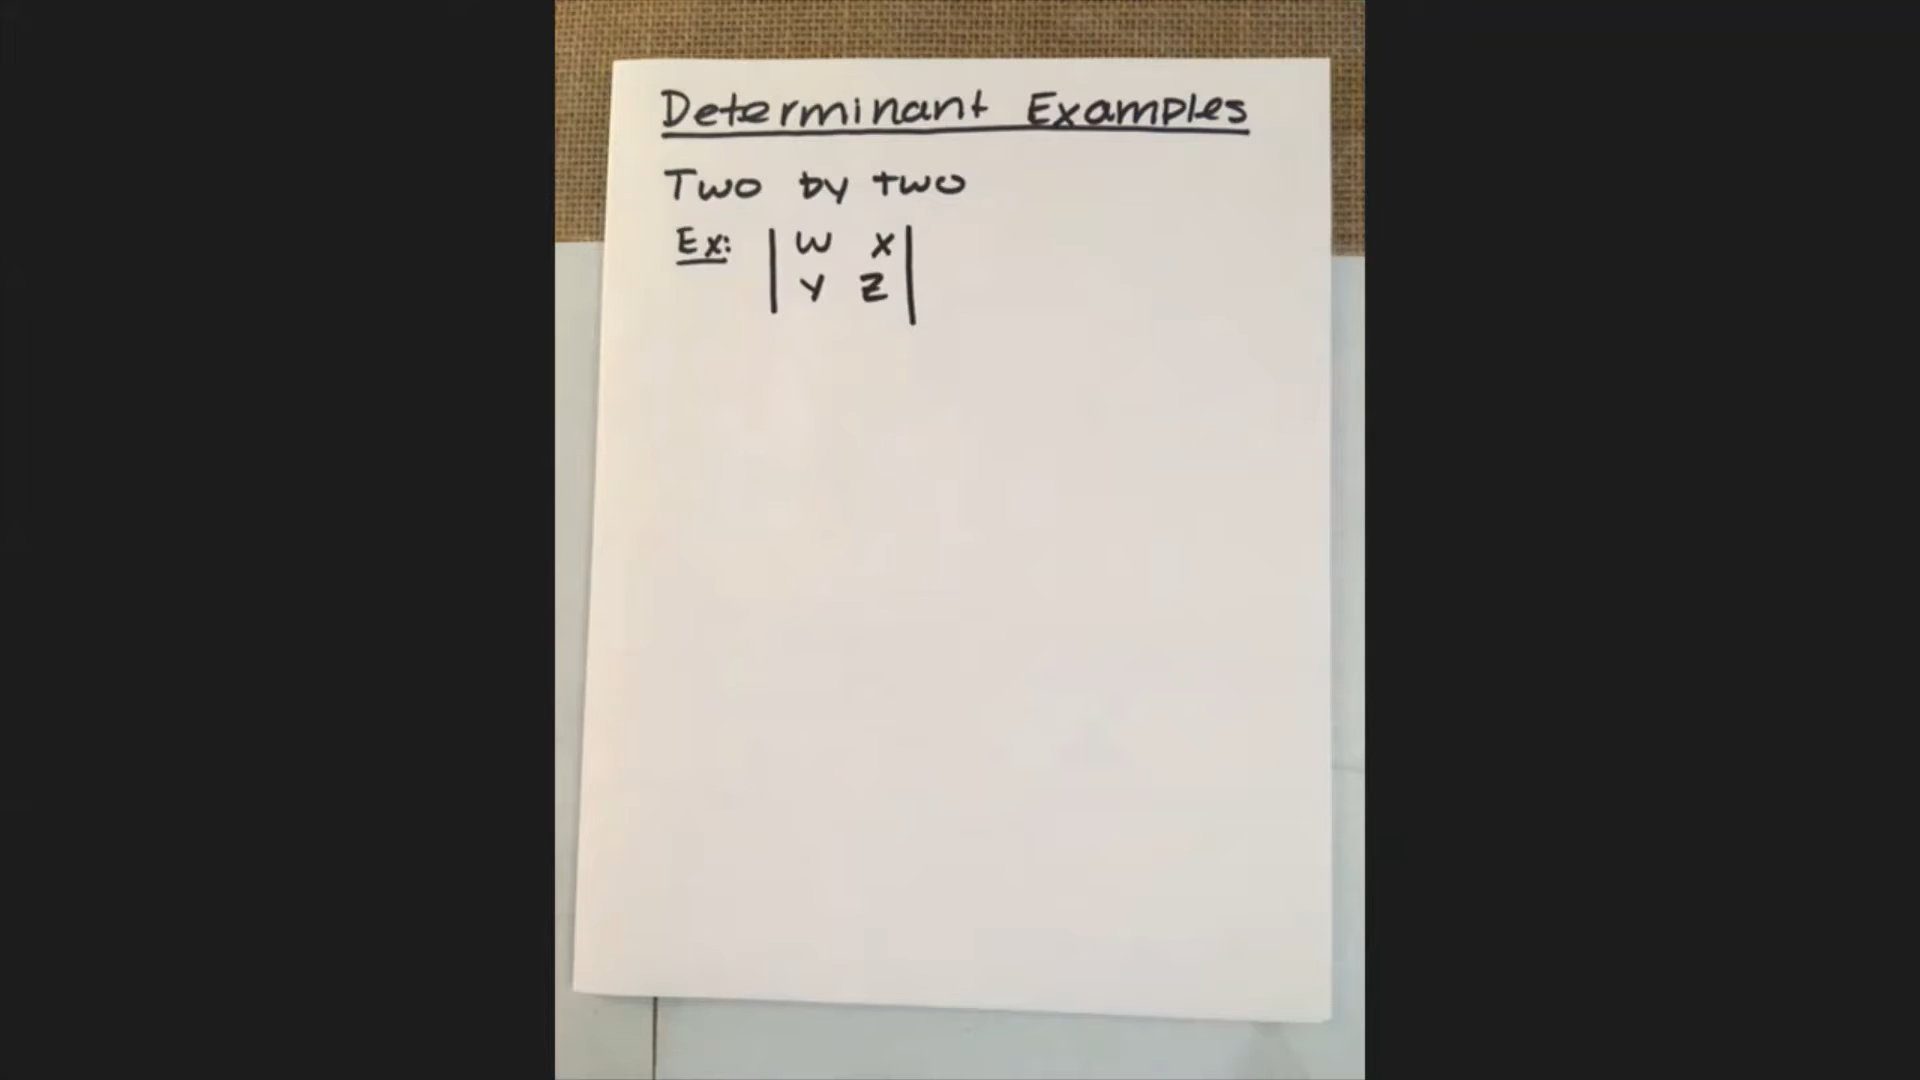 Determinant Examples
Two by two
Ex: | W X |
| Y Z |